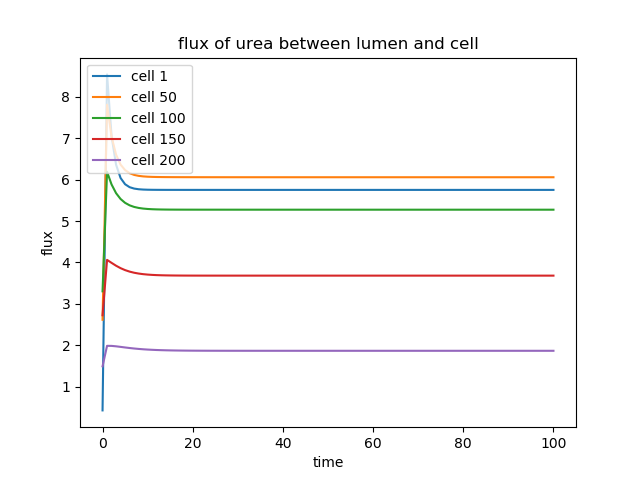 flux of urea between lumen and cell
cell 1
cell 50
cell 100
cell 150
cell 200
8
7
6
5
4
3
2
1
flux
0 20 40 60 80 100
time